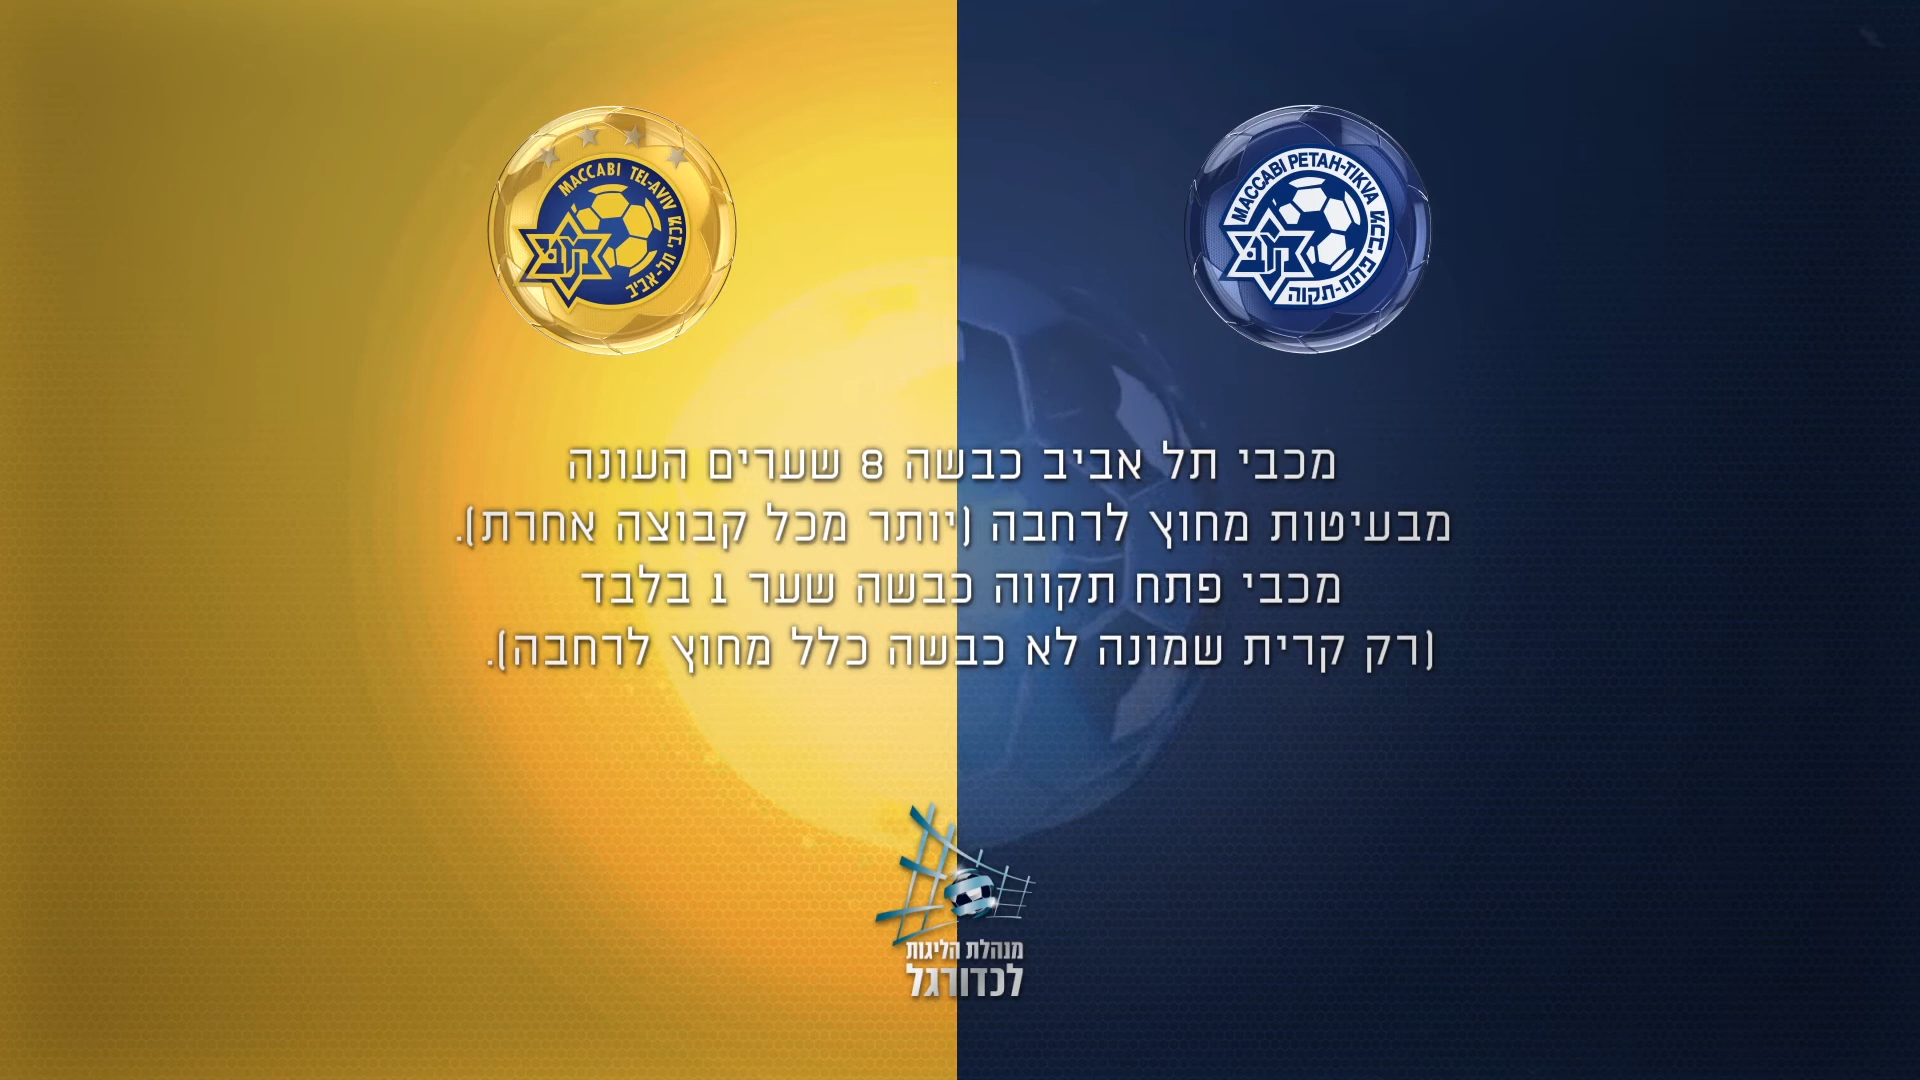 MACCABI TEL-AVIV מכבי תל-אביב
MACCABI PETAH-TIKVA מכבי פתח-תקוה
מכבי תל אביב כבשה 8 שערים העונה
מבעיטות מחוץ לרחבה (יותר מכל קבוצה אחרת).
מכבי פתח תקווה כבשה שער 1 בלבד
(רק קרית שמונה לא כבשה כלל מחוץ לרחבה).
מנהלת הליגות
לכדורגל